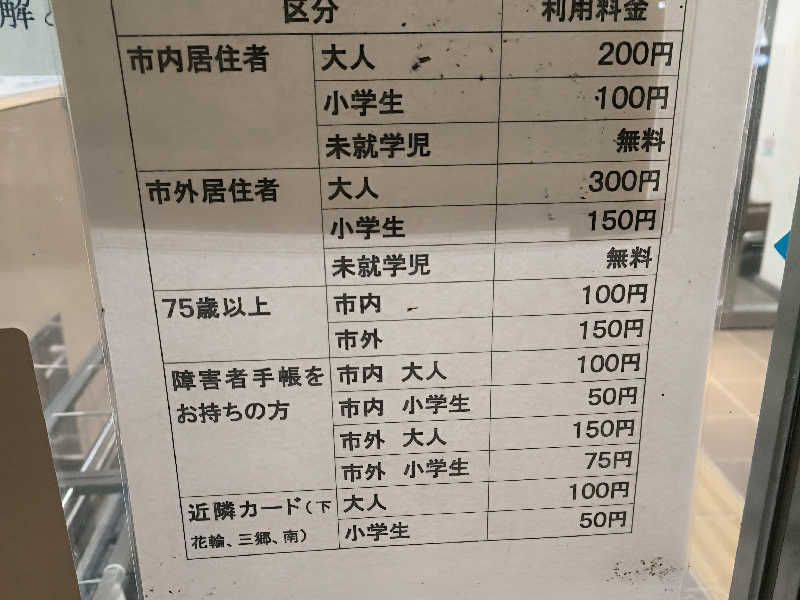 解
区分 利用料金
市内居住者 大人 200円
小学生 100円
未就学児 無料
市外居住者 大人 300円
小学生 150円
未就学児 無料
75歳以上 市内 100円
市外 150円
障害者手帳を 市内 大人 100円
お持ちの方 市内 小学生 50円
市外 大人 150円
市外 小学生 75円
近隣カード(下 大人 100円
花輪、三郷、南) 小学生 50円